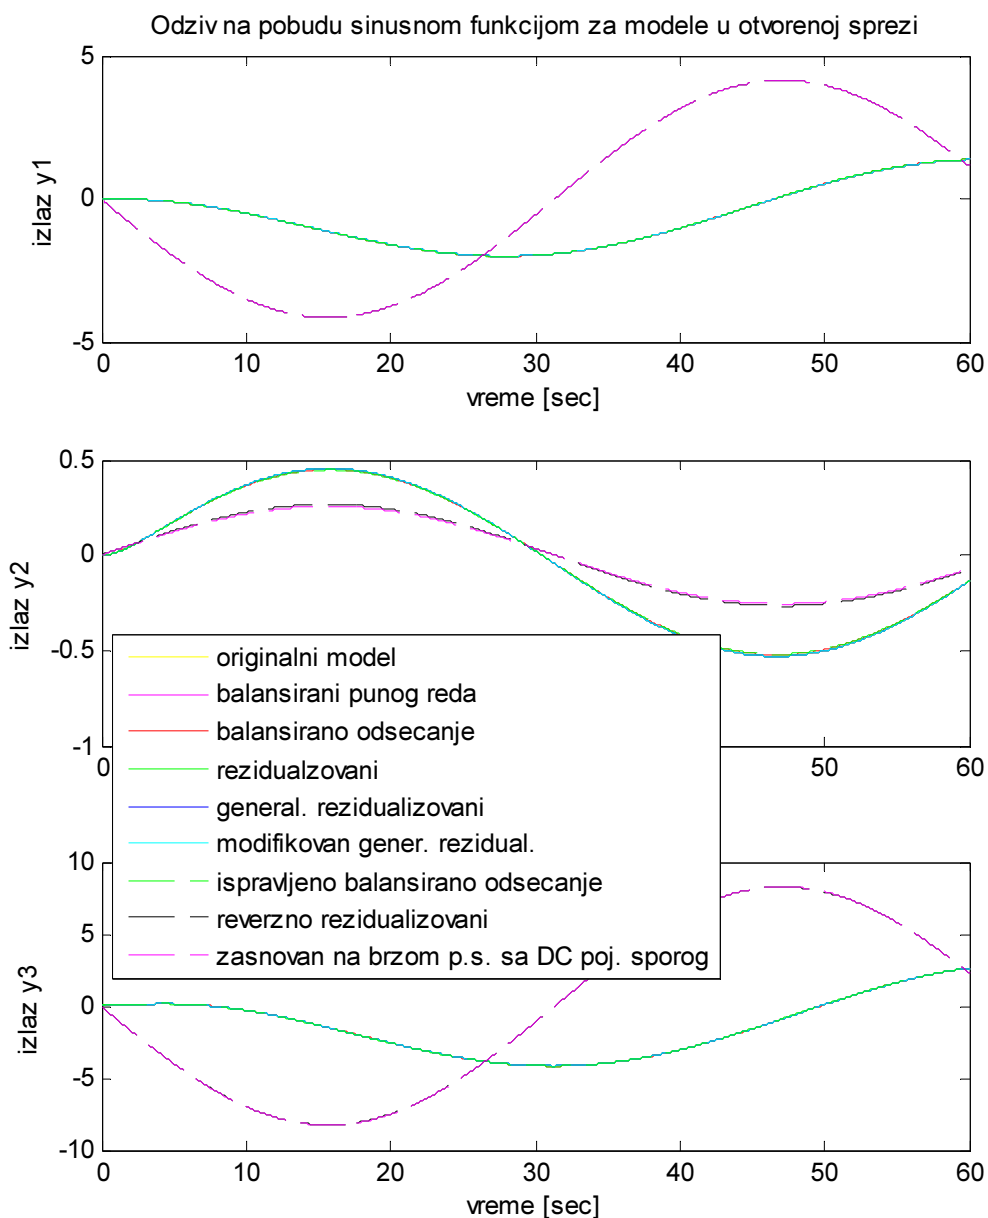 Odziv na pobudu sinusnom funkcijom za modele u otvorenoj sprezi
5
0
-5
izlaz y1
0 10 20 30 40 50 60
vreme [sec]
0.5
0
-0.5
-1
izlaz y2
0 50 60
originalni model
balansirani punog reda
balansirano odsecanje
rezidualzovani
general. rezidualizovani
modifikovan gener. rezidual.
ispravljeno balansirano odsecanje
reverzno rezidualizovani
zasnovan na brzom p.s. sa DC poj. sporog
10
5
0
-5
-10
izlaz y3
0 10 20 30 40 50 60
vreme [sec]